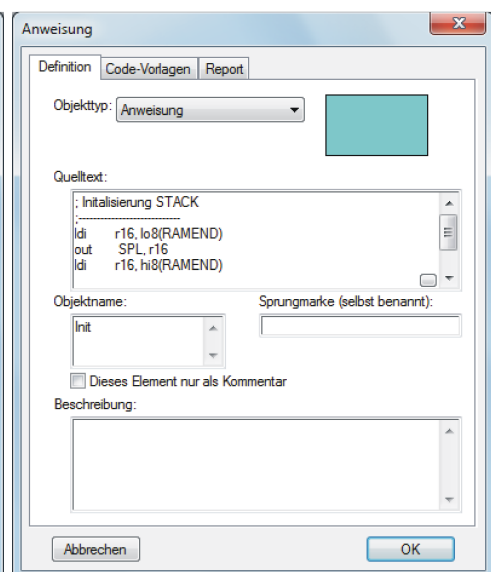 Anweisung
Definition Code-Vorlagen Report
Objekttyp: Anweisung
Quelltext:
; Initalisierung STACK
;----------------------------
ldi r16, lo8(RAMEND)
out SPL, r16
ldi r16, hi8(RAMEND)
Objektname: Sprungmarke (selbst benannt):
Init
Dieses Element nur als Kommentar
Beschreibung:
Abbrechen OK